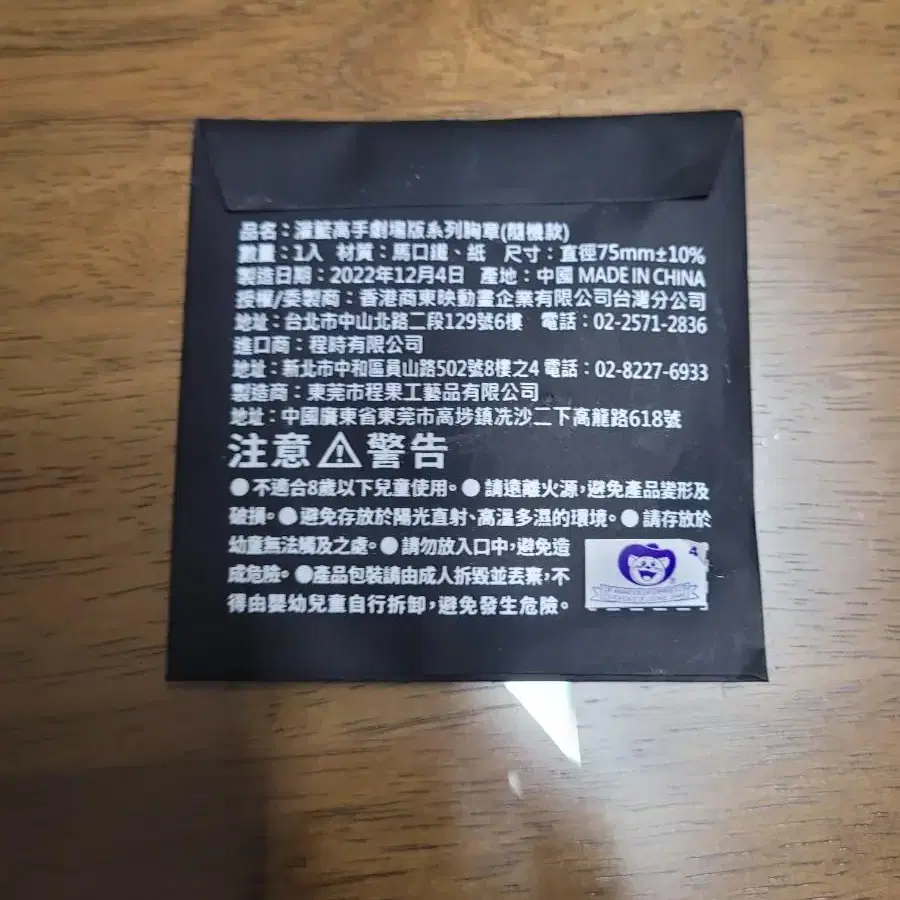 品名：灌籃高手劇場版系列胸章(隨機款)
數量：1入 材質：馬口鐵、紙 尺寸：直徑75mm±10%
製造日期：2022年12月4日 產地：中國 MADE IN CHINA
授權/委製商：香港商東映動畫企業有限公司台灣分公司
地址：台北市中山北路二段129號6樓 電話：02-2571-2836
進口商：程時有限公司
地址：新北市中和區員山路502號8樓之4 電話：02-8227-6933
製造商：東莞市程果工藝品有限公司
地址：中國廣東省東莞市高埗鎮冼沙二下高龍路618號
注意⚠警告
●不適合8歲以下兒童使用。●請遠離火源，避免產品變形及
破損。●避免存放於陽光直射、高溫多濕的環境。●請存放於
幼童無法觸及之處。●請勿放入口中，避免造
成危險。●產品包裝請由成人拆毀並丟棄，不
得由嬰幼兒童自行拆卸，避免發生危險。
4
®